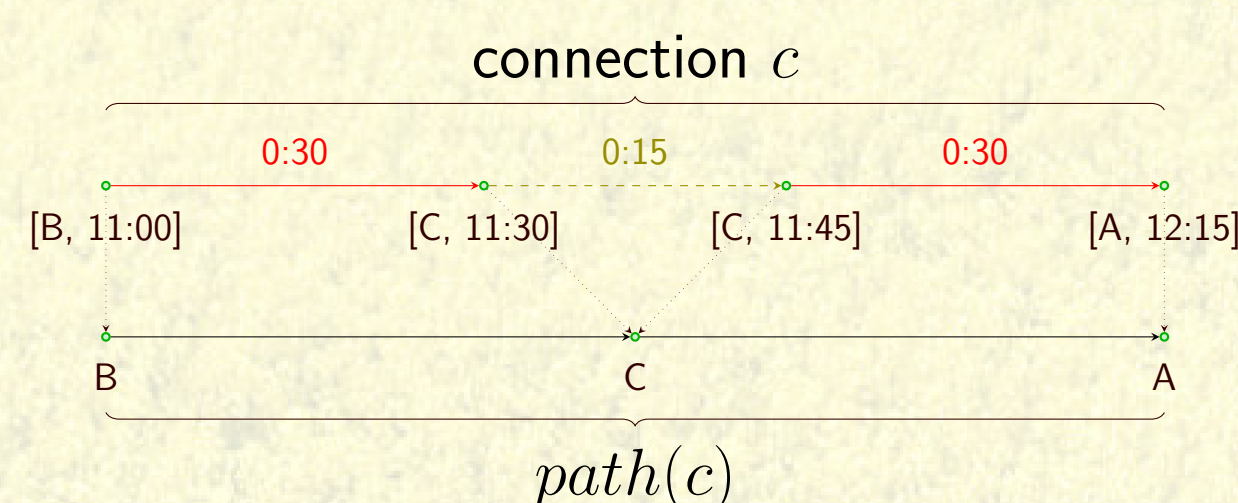 connection c
0:30 0:15 0:30
[B, 11:00] [C, 11:30] [C, 11:45] [A, 12:15]
B C A
path(c)